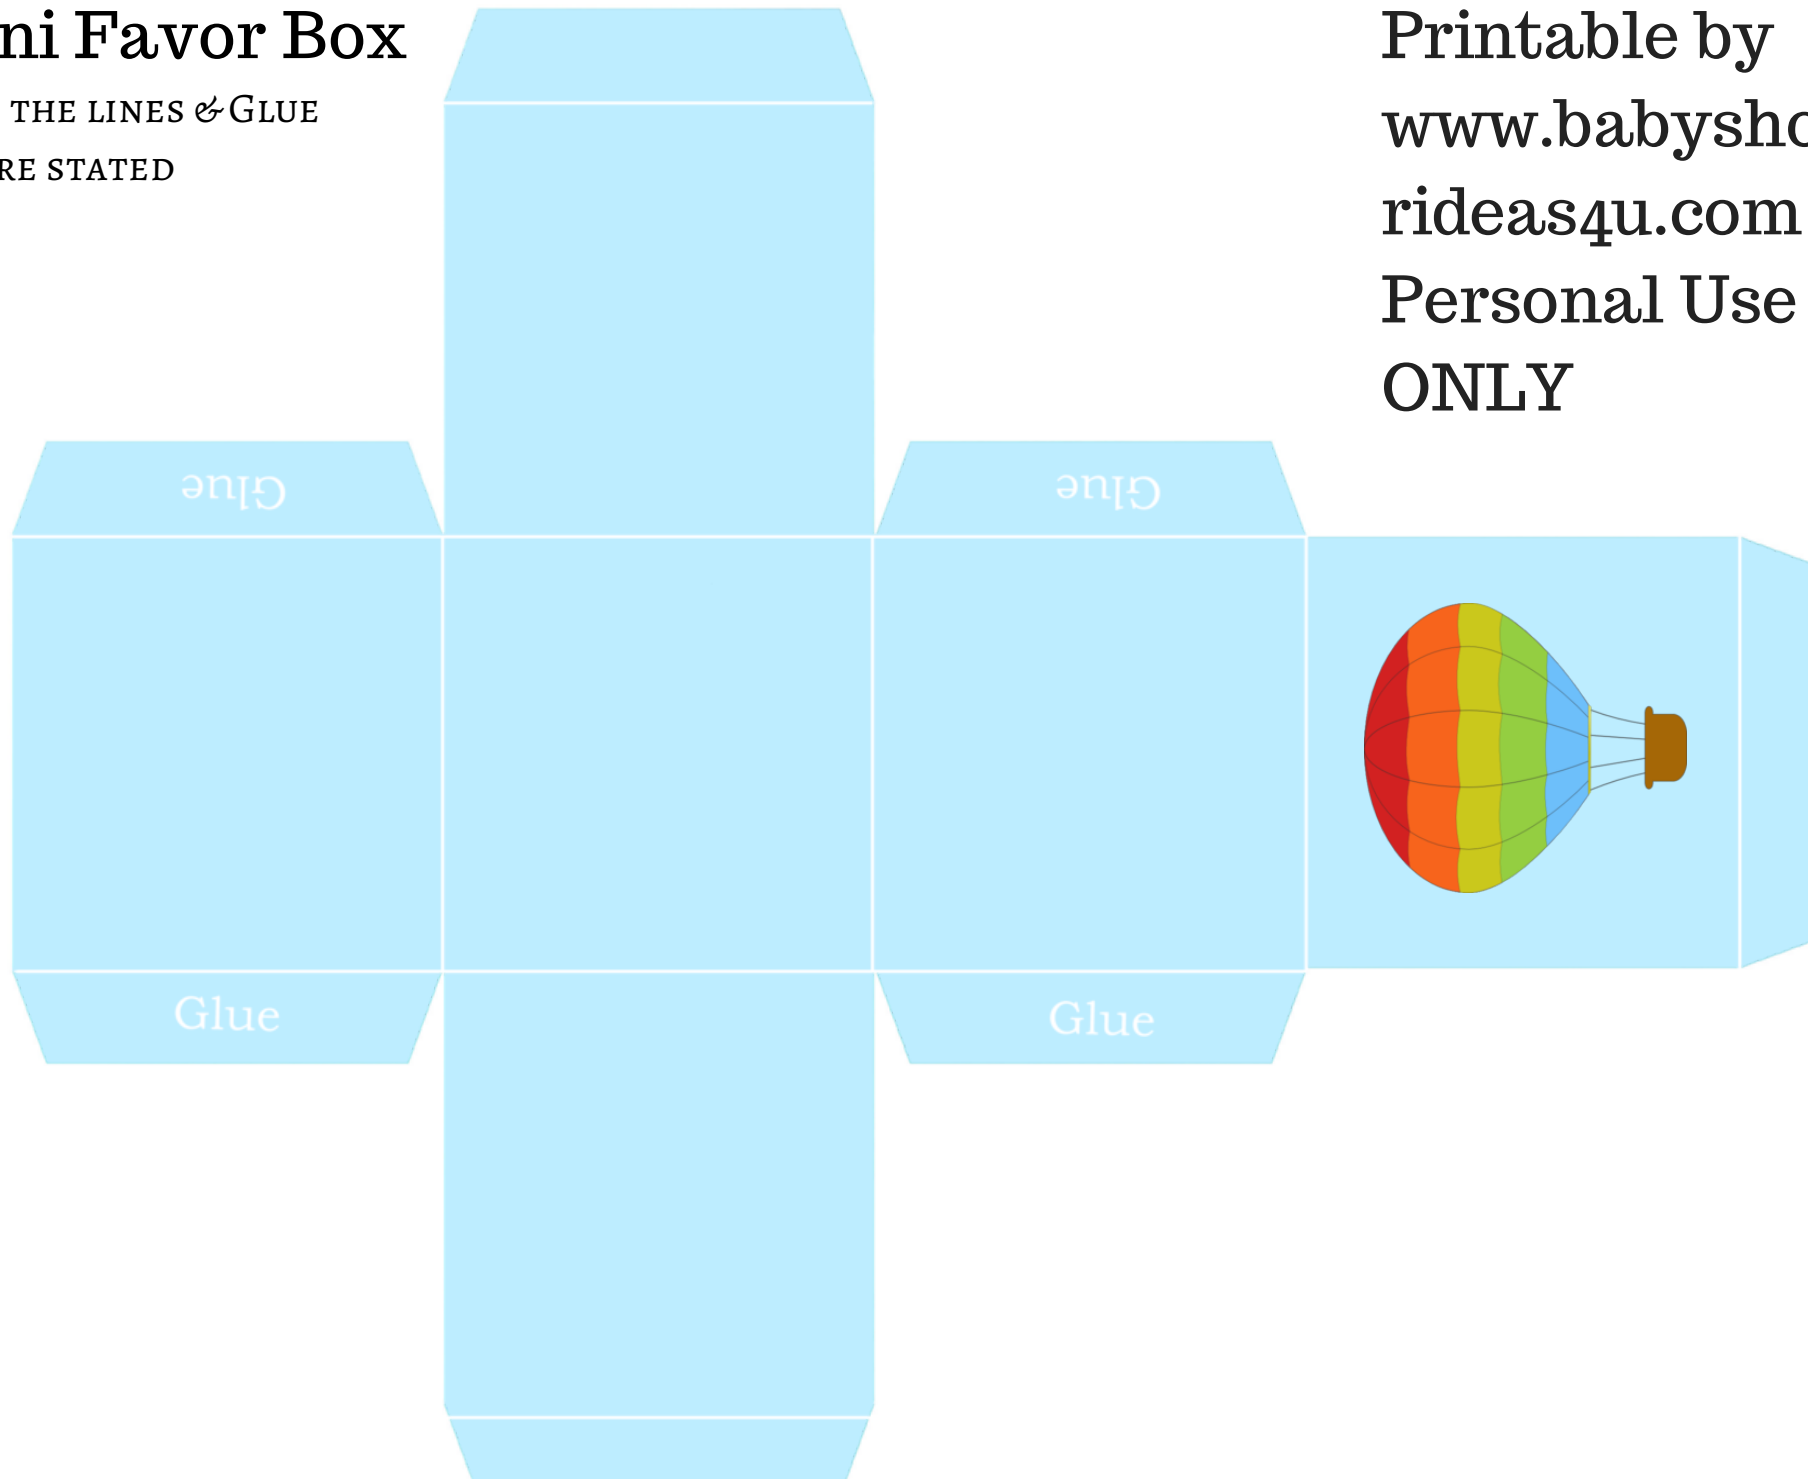 ni Favor Box
THE LINES & GLUE
RE STATED
Printable by
www.babysho
rideas4u.com
Personal Use
ONLY
Glue
Glue
Glue
Glue